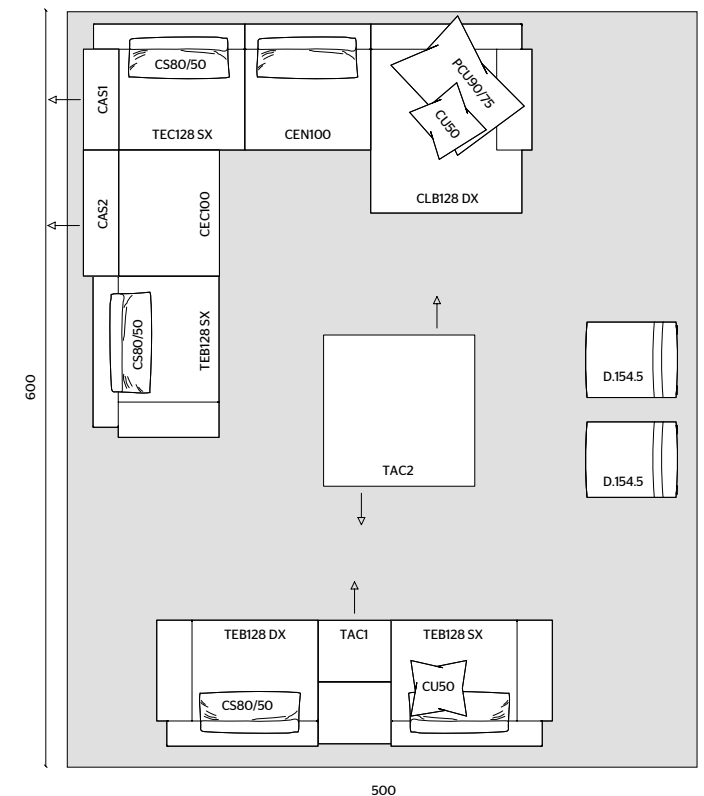 CS80/50
PCU90/75
CAS1
CU50
TEC128 SX
CEN100
CLB128 DX
CAS2
CEC100
CS80/50
TEB128 SX
600
D.154.5
TAC2
D.154.5
TEB128 DX
TAC1
TEB128 SX
CU50
CS80/50
500